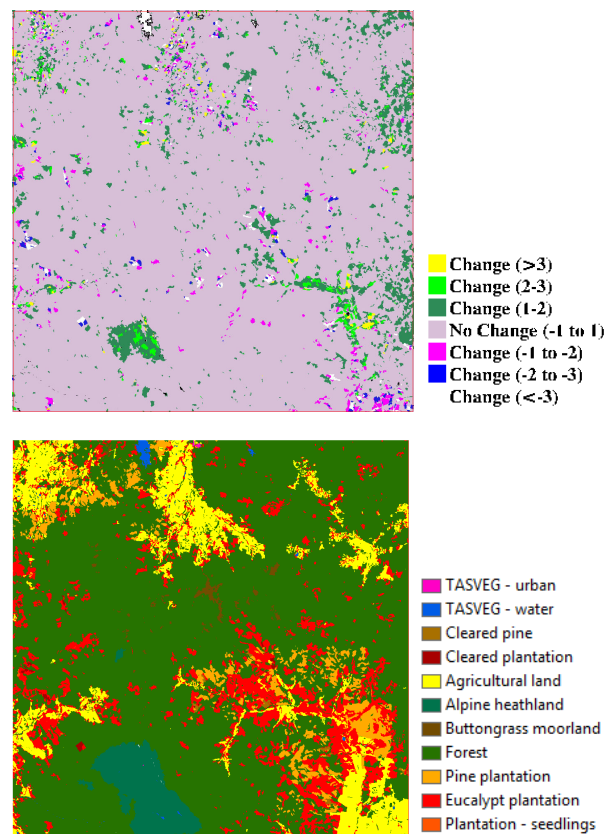 Change (>3)
Change (2-3)
Change (1-2)
No Change (-1 to 1)
Change (-1 to -2)
Change (-2 to -3)
Change (<-3)
TASVEG - urban
TASVEG - water
Cleared pine
Cleared plantation
Agricultural land
Alpine heathland
Buttongrass moorland
Forest
Pine plantation
Eucalypt plantation
Plantation - seedlings